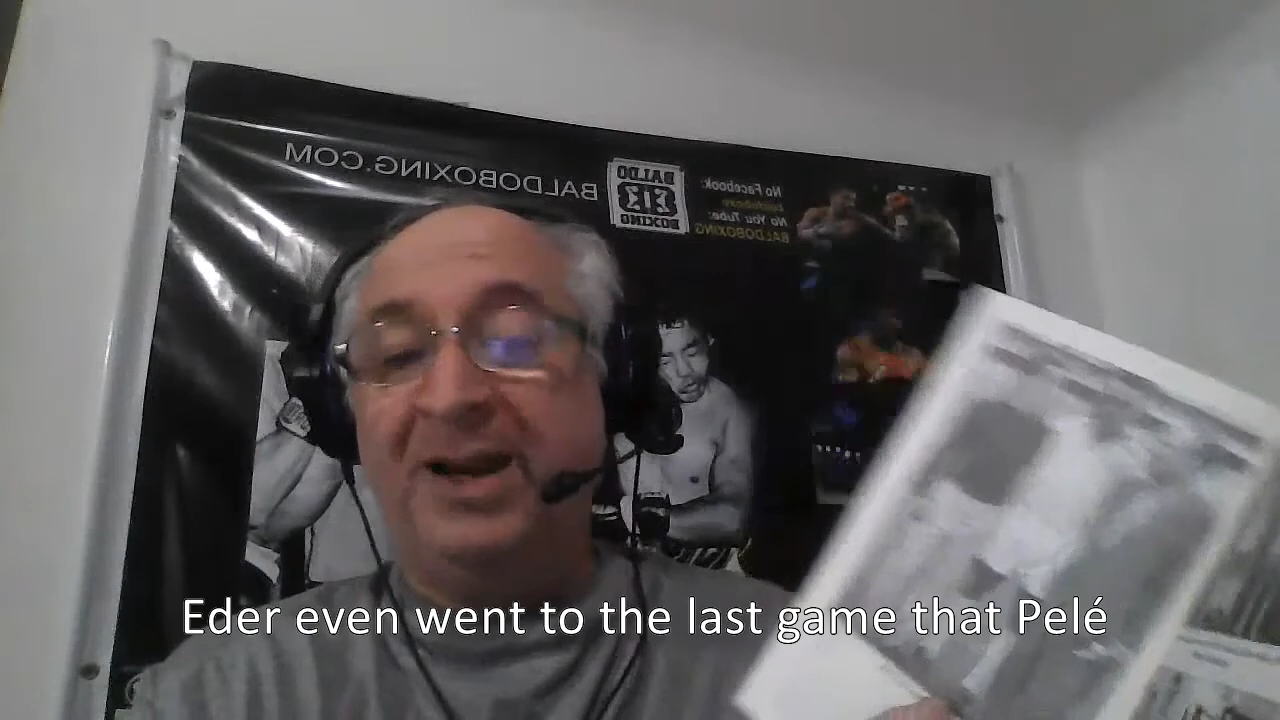 BALDOBOXING.COM
BALDO
BOXING
No Facebook:
No You Tube:
BALDOBOXING
Eder even went to the last game that Pelé